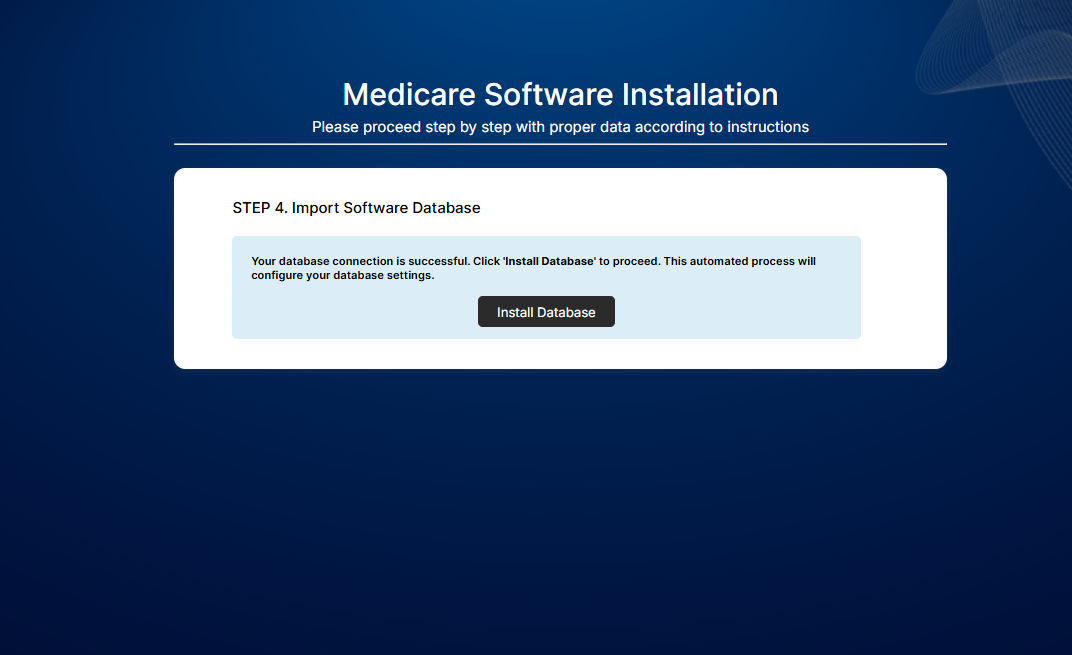 Medicare Software Installation
Please proceed step by step with proper data according to instructions
STEP 4. Import Software Database
Your database connection is successful. Click 'Install Database' to proceed. This automated process will
configure your database settings.
Install Database